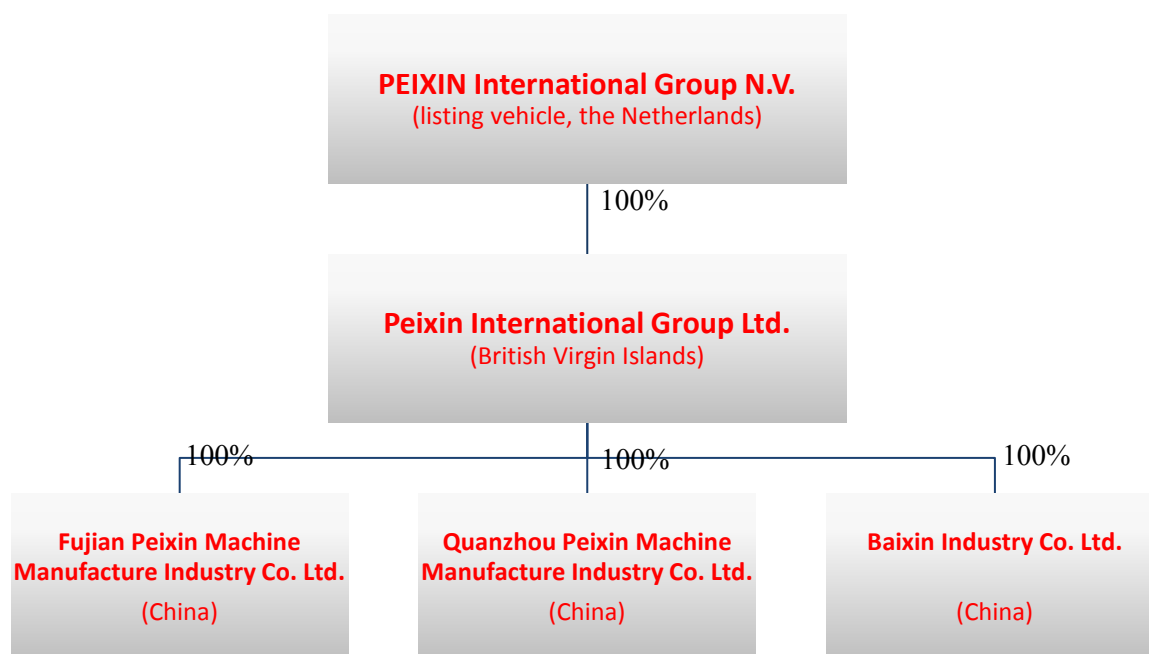 PEIXIN International Group N.V.
(listing vehicle, the Netherlands)
100%
Peixin International Group Ltd.
(British Virgin Islands)
100%
100%
100%
Fujian Peixin Machine
Manufacture Industry Co. Ltd.
(China)
Quanzhou Peixin Machine
Manufacture Industry Co. Ltd.
(China)
Baixin Industry Co. Ltd.
(China)